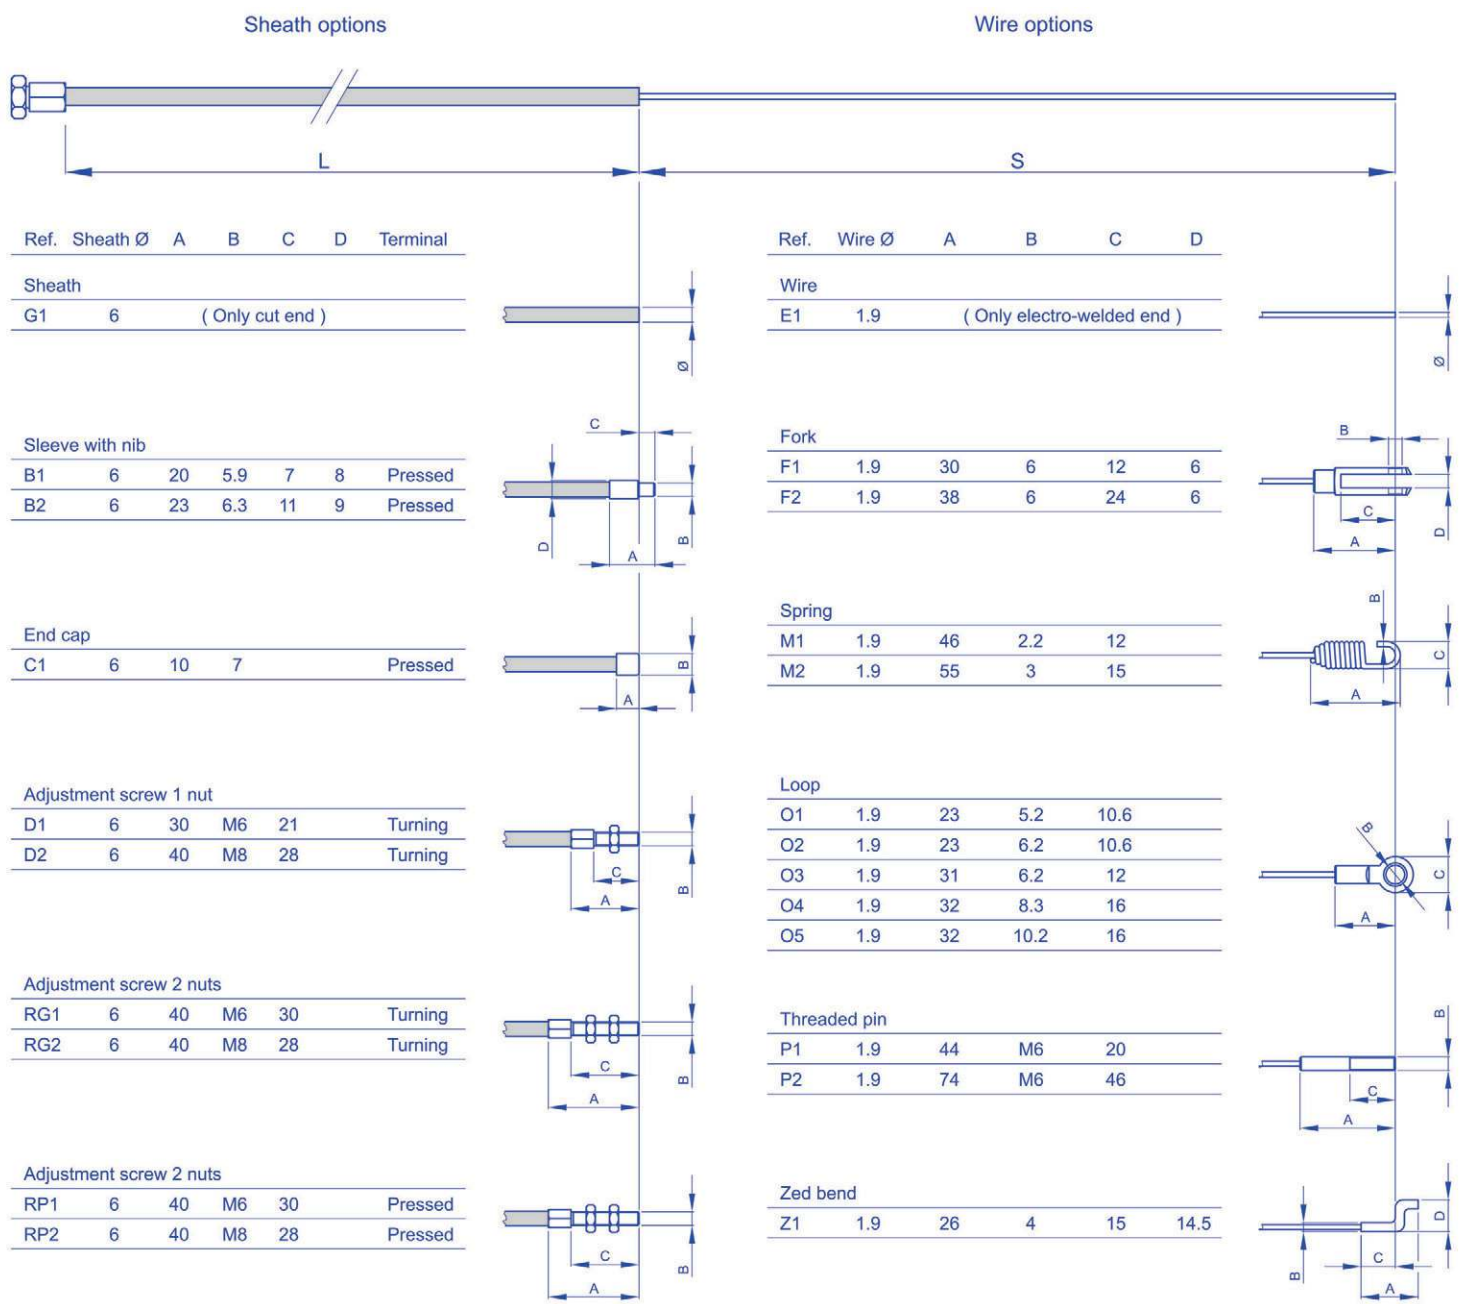 Sheath options
Wire options
L
S
Ref. Sheath Ø A B C D Terminal
Sheath
G1 6 ( Only cut end )
Ø
Sleeve with nib
B1 6 20 5.9 7 8 Pressed
B2 6 23 6.3 11 9 Pressed
C
D
A
B
End cap
C1 6 10 7 Pressed
B
A
Adjustment screw 1 nut
D1 6 30 M6 21 Turning
D2 6 40 M8 28 Turning
C
A
B
Adjustment screw 2 nuts
RG1 6 40 M6 30 Turning
RG2 6 40 M8 28 Turning
C
A
B
Adjustment screw 2 nuts
RP1 6 40 M6 30 Pressed
RP2 6 40 M8 28 Pressed
C
A
B
Ref. Wire Ø A B C D
Wire
E1 1.9 ( Only electro-welded end )
Ø
Fork
F1 1.9 30 6 12 6
F2 1.9 38 6 24 6
B
C
A
D
Spring
M1 1.9 46 2.2 12
M2 1.9 55 3 15
B
C
A
Loop
O1 1.9 23 5.2 10.6
O2 1.9 23 6.2 10.6
O3 1.9 31 6.2 12
O4 1.9 32 8.3 16
O5 1.9 32 10.2 16
B
C
A
Threaded pin
P1 1.9 44 M6 20
P2 1.9 74 M6 46
B
C
A
Zed bend
Z1 1.9 26 4 15 14.5
D
C
B
A